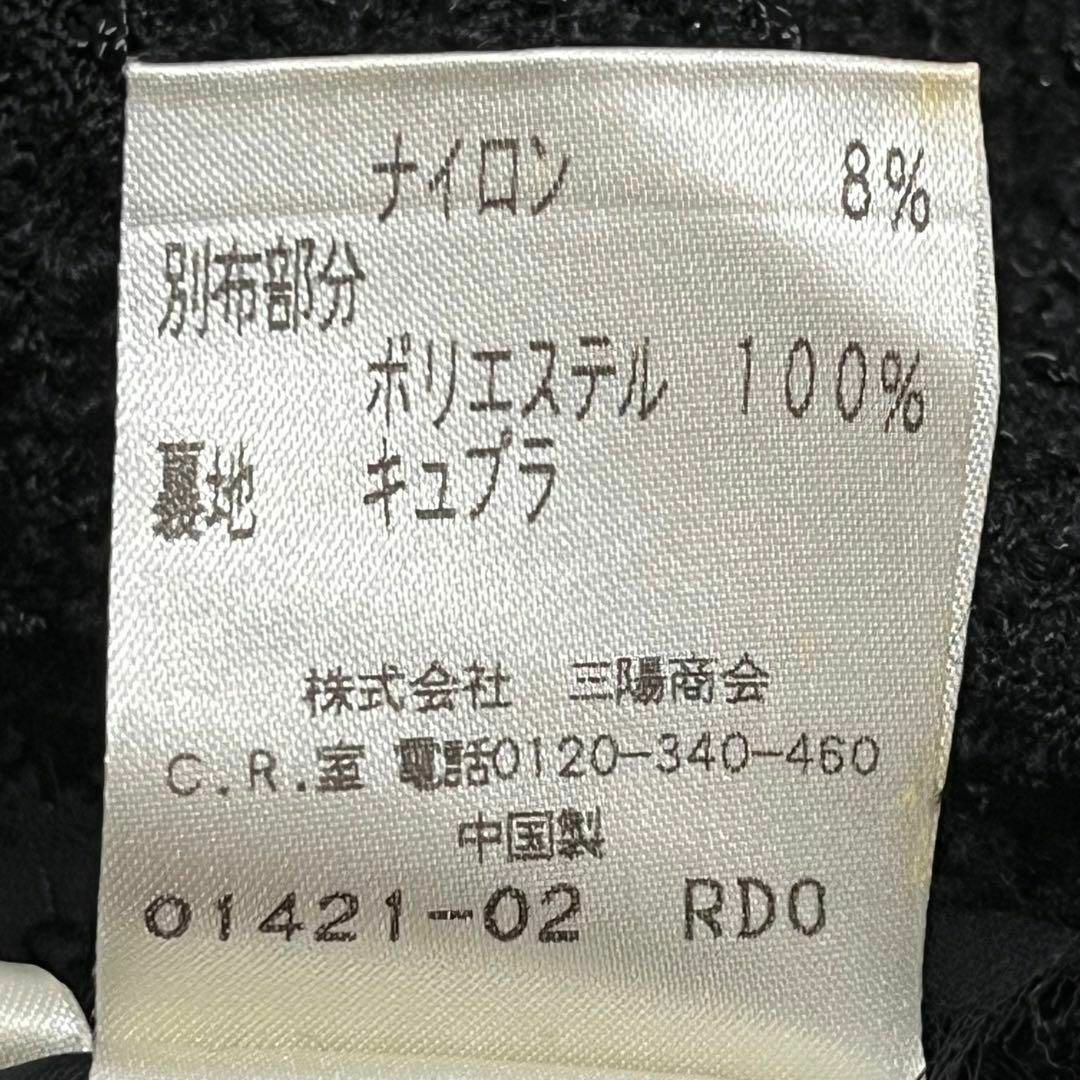 ナイロン 8%
別布部分
ポリエステル 100%
裏地 キュプラ
株式会社 三陽商会
C.R.室 電話0120-340-460
中国製
01421-02 RDO